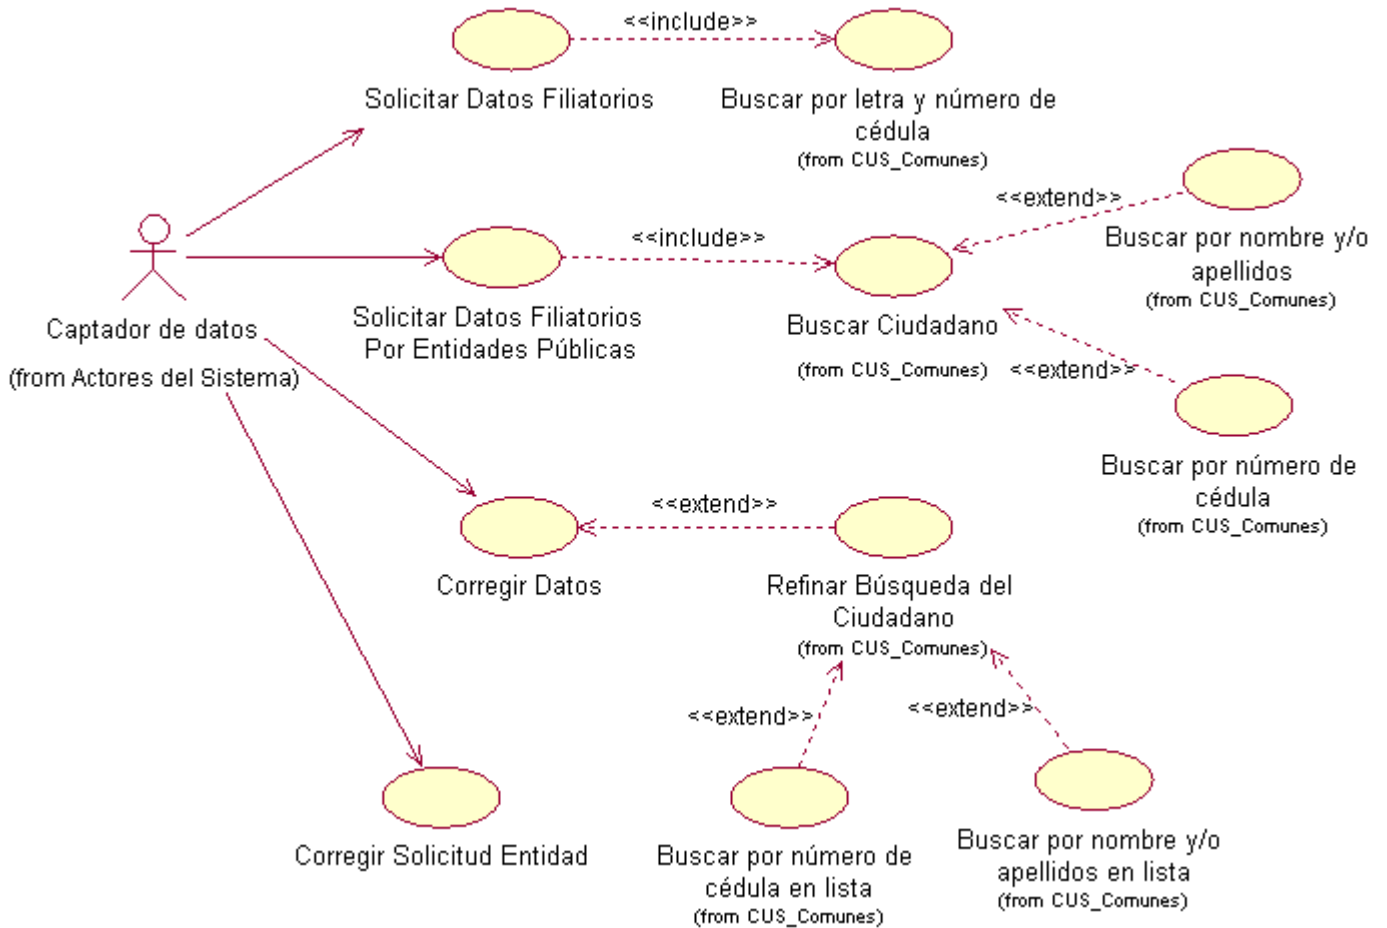 <<include>>
Solicitar Datos Filiatorios
Buscar por letra y número de
cédula
(from CUS_Comunes)
<<extend>>
Buscar por nombre y/o
apellidos
(from CUS_Comunes)
Captador de datos
(from Actores del Sistema)
<<include>>
Solicitar Datos Filiatorios
Por Entidades Públicas
Buscar Ciudadano
(from CUS_Comunes)
<<extend>>
Buscar por número de
cédula
(from CUS_Comunes)
<<extend>>
Corregir Datos
Refinar Búsqueda del
Ciudadano
(from CUS_Comunes)
<<extend>>
<<extend>>
Corregir Solicitud Entidad
Buscar por número de
cédula en lista
(from CUS_Comunes)
Buscar por nombre y/o
apellidos en lista
(from CUS_Comunes)